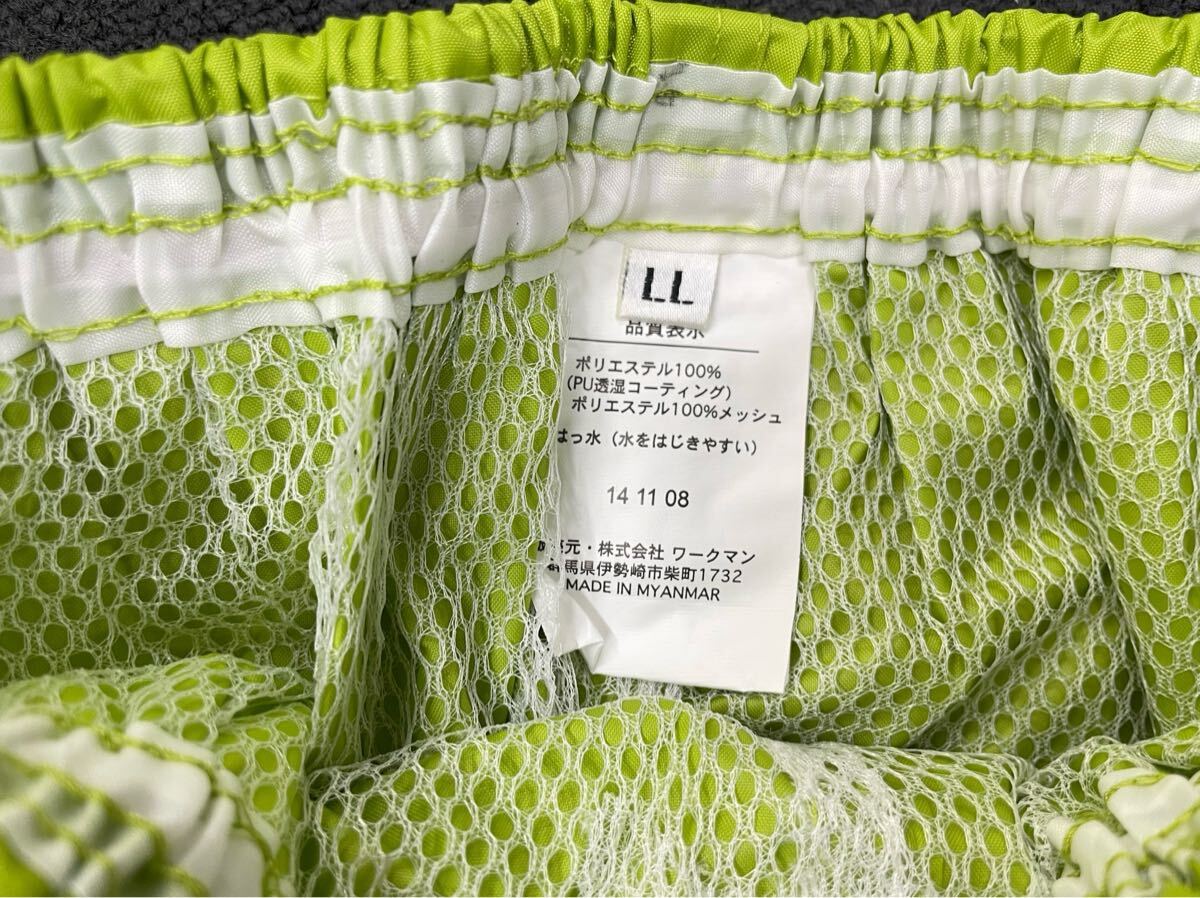 LL
品質表示
ポリエステル100%
(PU透湿コーティング)
ポリエステル100%メッシュ
はっ水（水をはじきやすい）
14 11 08
元・株式会社 ワークマン
馬県伊勢崎市柴町1732
MADE IN MYANMAR